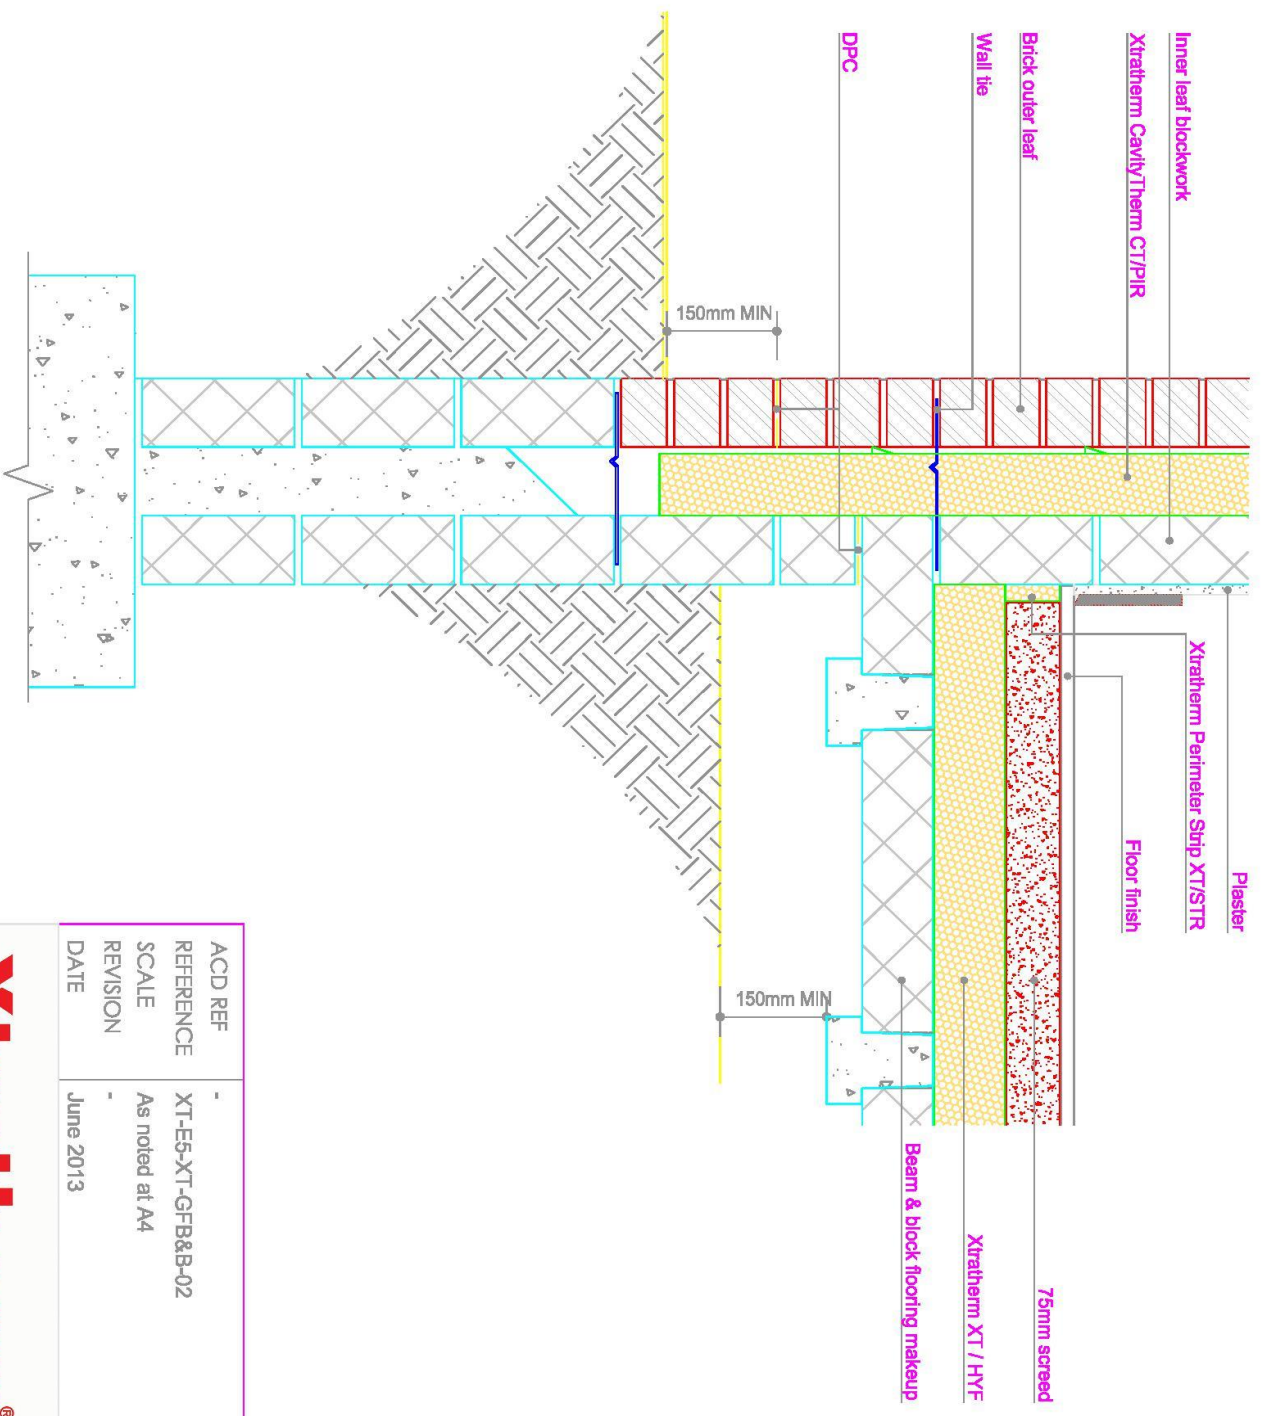 Inner leaf blockwork
Xtratherm CavityTherm CT/PIR
Brick outer leaf
Wall tie
DPC
150mm MIN
Plaster
Xtratherm Perimeter Strip XT/STR
Floor finish
75mm screed
Xtratherm XT / HYF
Beam & block flooring makeup
150mm MIN
ACD REF -
REFERENCE XT-E5-XT-GFB&B-02
SCALE As noted at A4
REVISION -
DATE June 2013
®